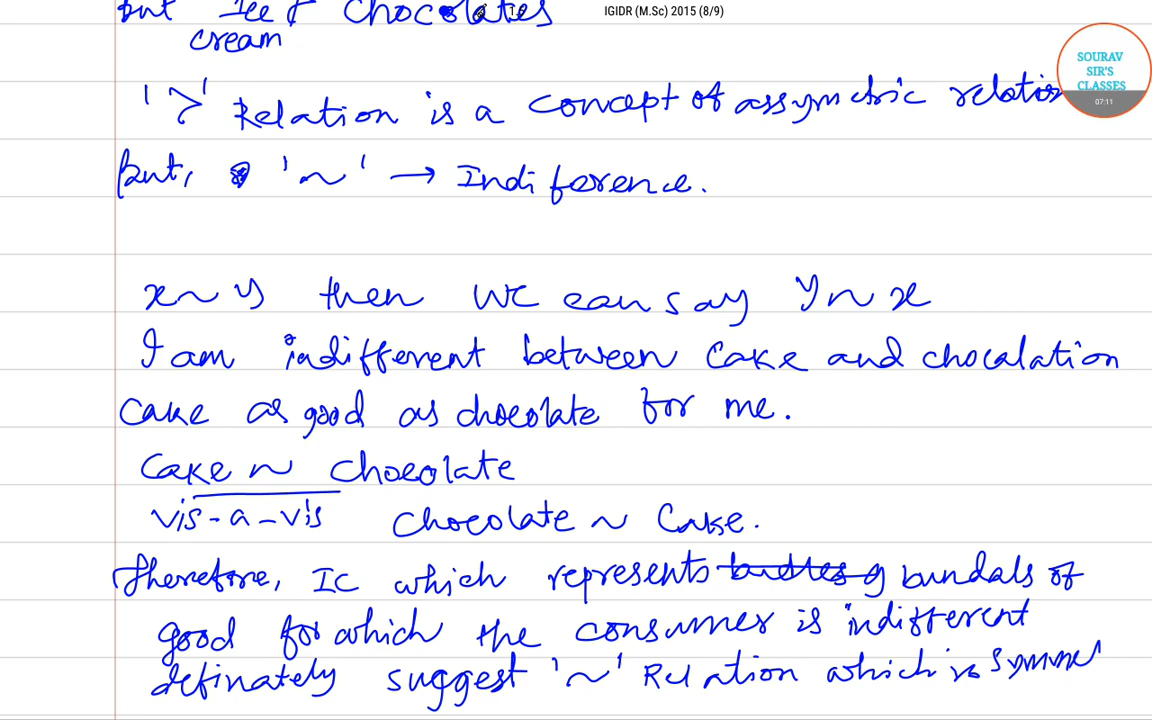 but Ice & Chocolates
cream
IGIDR (M.Sc) 2015 (8/9)
SOURAV
SIR'S
CLASSES
07:11
'>' Relation is a concept of assymetric relation
but, '~' → Indiference.
x~y then we can say y~x
I am indifferent between Cake and chocalation
Cake as good as chocolate for me.
Cake ~ Chocolate
vis-a-vis Chocolate ~ Cake.
Therefore, IC which represents bundals of
good for which the consumer is indifferent
definately suggest '~' Relation which is symmet